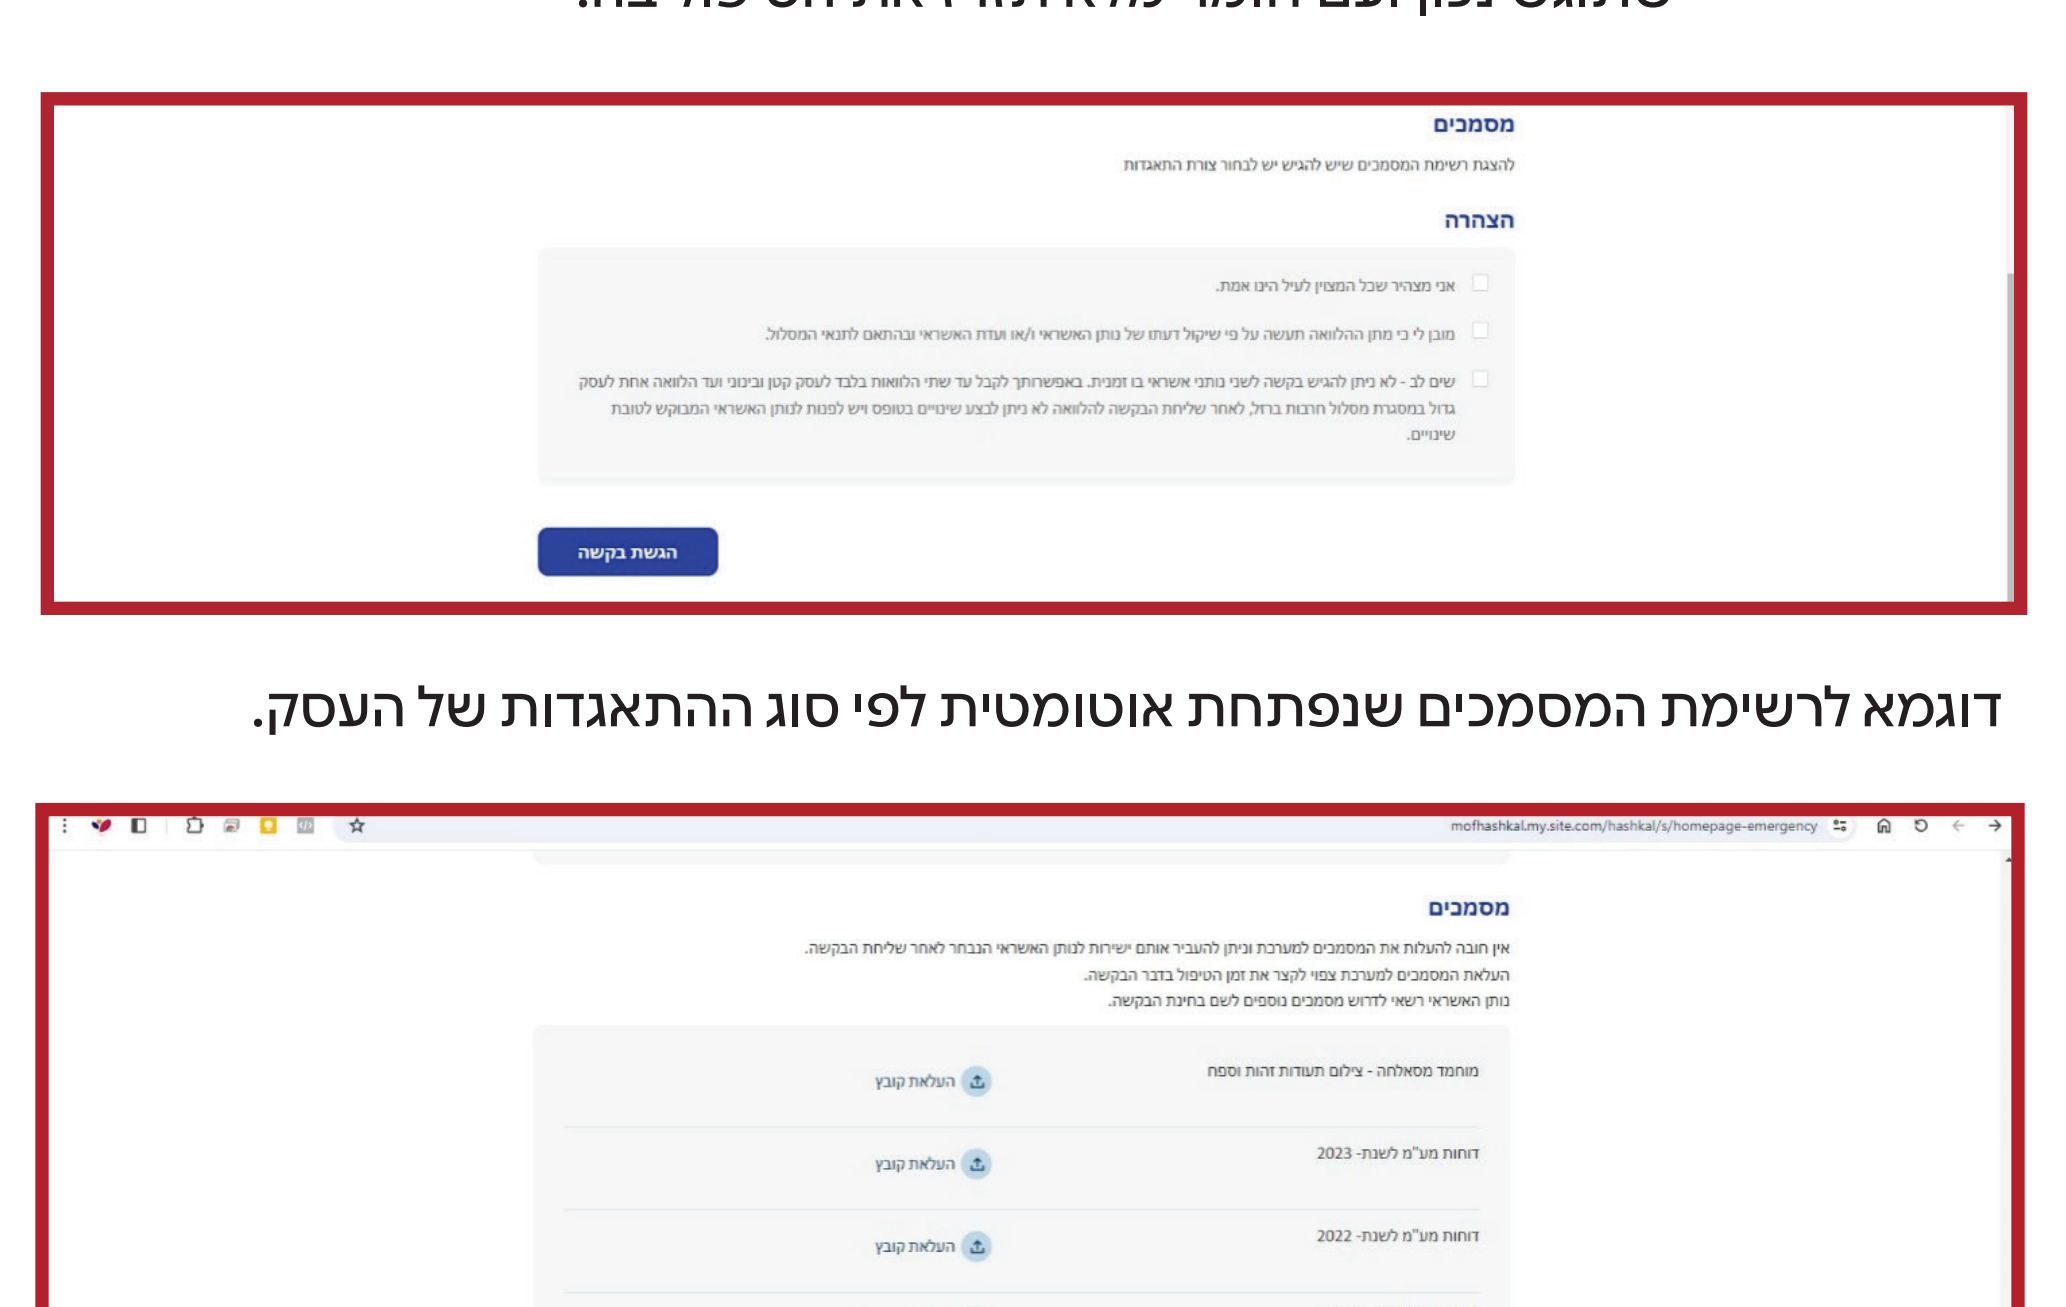 מסמכים
להצגת רשימת המסמכים שיש להגיש יש לבחור צורת התאגדות
הצהרה
אני מצהיר שכל המצוין לעיל הינו אמת.
מובן לי כי מתן ההלוואה תעשה על פי שיקול דעתו של נותן האשראי ו/או ועדת האשראי ובהתאם לתנאי המסלול.
שים לב - לא ניתן להגיש בקשה לשני נותני אשראי בו זמנית. באפשרותך לקבל עד שתי הלוואות בלבד לעסק קטן ובינוני ועד הלוואה אחת לעסק
גדול במסגרת מסלול חרבות ברזל, לאחר שליחת הבקשה להלוואה לא ניתן לבצע שינויים בטופס ויש לפנות לנותן האשראי המבוקש לטובת
שינויים.
הגשת בקשה
דוגמא לרשימת המסמכים שנפתחת אוטומטית לפי סוג ההתאגדות של העסק.
mofhashkal.my.site.com/hashkal/s/homepage-emergency
מסמכים
אין חובה להעלות את המסמכים למערכת וניתן להעביר אותם ישירות לנותן האשראי הנבחר לאחר שליחת הבקשה.
העלאת המסמכים למערכת צפוי לקצר את זמן הטיפול בדבר הבקשה.
נותן האשראי רשאי לדרוש מסמכים נוספים לשם בחינת הבקשה.
מוחמד מסאלחה - צילום תעודות זהות וספח
העלאת קובץ
דוחות מע"מ לשנת- 2023
העלאת קובץ
דוחות מע"מ לשנת- 2022
העלאת קובץ